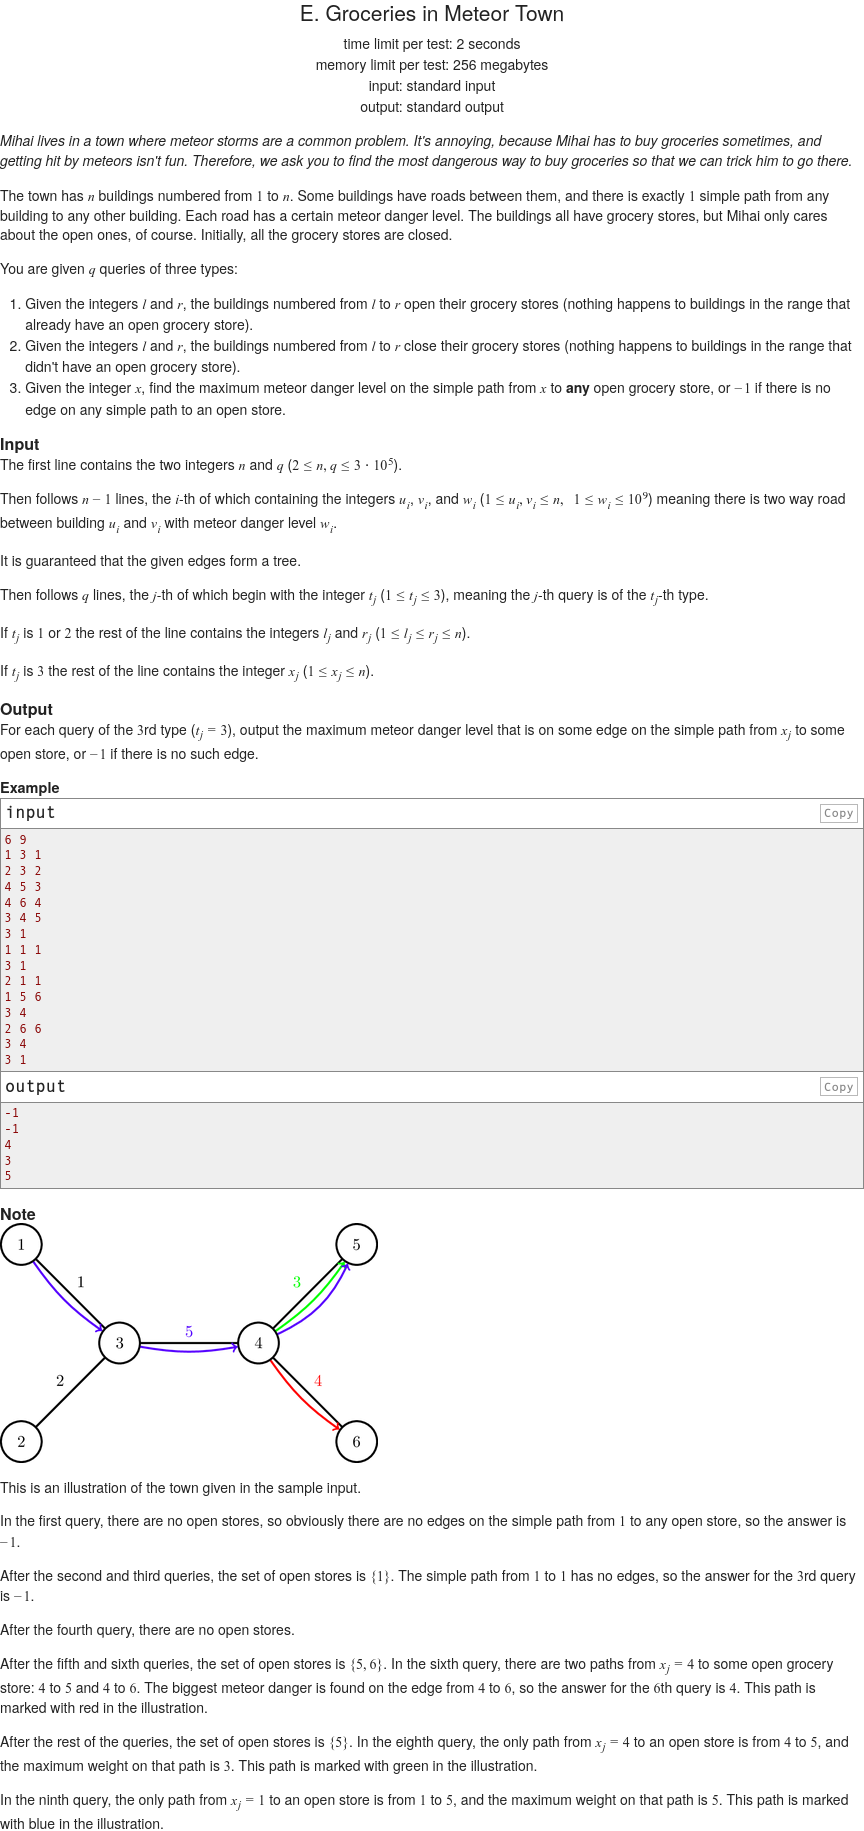 E. Groceries in Meteor Town
time limit per test: 2 seconds
memory limit per test: 256 megabytes
input: standard input
output: standard output
Mihai lives in a town where meteor storms are a common problem. It's annoying, because Mihai has to buy groceries sometimes, and
getting hit by meteors isn't fun. Therefore, we ask you to find the most dangerous way to buy groceries so that we can trick him to go there.
The town has n buildings numbered from 1 to n. Some buildings have roads between them, and there is exactly 1 simple path from any
building to any other building. Each road has a certain meteor danger level. The buildings all have grocery stores, but Mihai only cares
about the open ones, of course. Initially, all the grocery stores are closed.
You are given q queries of three types:
1. Given the integers l and r, the buildings numbered from l to r open their grocery stores (nothing happens to buildings in the range that
already have an open grocery store).
2. Given the integers l and r, the buildings numbered from l to r close their grocery stores (nothing happens to buildings in the range that
didn't have an open grocery store).
3. Given the integer x, find the maximum meteor danger level on the simple path from x to any open grocery store, or −1 if there is no
edge on any simple path to an open store.
Input
The first line contains the two integers n and q (2 ≤ n, q ≤ 3 · 10^5).
Then follows n − 1 lines, the i-th of which containing the integers u_i, v_i, and w_i (1 ≤ u_i, v_i ≤ n, 1 ≤ w_i ≤ 10^9) meaning there is two way road
between building u_i and v_i with meteor danger level w_i.
It is guaranteed that the given edges form a tree.
Then follows q lines, the j-th of which begin with the integer t_j (1 ≤ t_j ≤ 3), meaning the j-th query is of the t_j-th type.
If t_j is 1 or 2 the rest of the line contains the integers l_j and r_j (1 ≤ l_j ≤ r_j ≤ n).
If t_j is 3 the rest of the line contains the integer x_j (1 ≤ x_j ≤ n).
Output
For each query of the 3rd type (t_j = 3), output the maximum meteor danger level that is on some edge on the simple path from x_j to some
open store, or −1 if there is no such edge.
Example
input Copy
6 9
1 3 1
2 3 2
4 5 3
4 6 4
3 4 5
3 1
1 1 1
3 1
2 1 1
1 5 6
3 4
2 6 6
3 4
3 1
output Copy
-1
-1
4
3
5
Note
1 5
1 3
3 5 4
2 4
2 6
This is an illustration of the town given in the sample input.
In the first query, there are no open stores, so obviously there are no edges on the simple path from 1 to any open store, so the answer is
−1.
After the second and third queries, the set of open stores is {1}. The simple path from 1 to 1 has no edges, so the answer for the 3rd query
is −1.
After the fourth query, there are no open stores.
After the fifth and sixth queries, the set of open stores is {5, 6}. In the sixth query, there are two paths from x_j = 4 to some open grocery
store: 4 to 5 and 4 to 6. The biggest meteor danger is found on the edge from 4 to 6, so the answer for the 6th query is 4. This path is
marked with red in the illustration.
After the rest of the queries, the set of open stores is {5}. In the eighth query, the only path from x_j = 4 to an open store is from 4 to 5, and
the maximum weight on that path is 3. This path is marked with green in the illustration.
In the ninth query, the only path from x_j = 1 to an open store is from 1 to 5, and the maximum weight on that path is 5. This path is marked
with blue in the illustration.